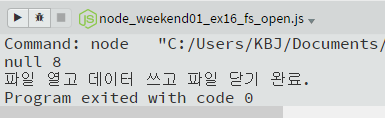 node_weekend01_ex16_fs_open.js
Command: node "C:/Users/KBJ/Documents/
null 8
파일 열고 데이터 쓰고 파일 닫기 완료.
Program exited with code 0